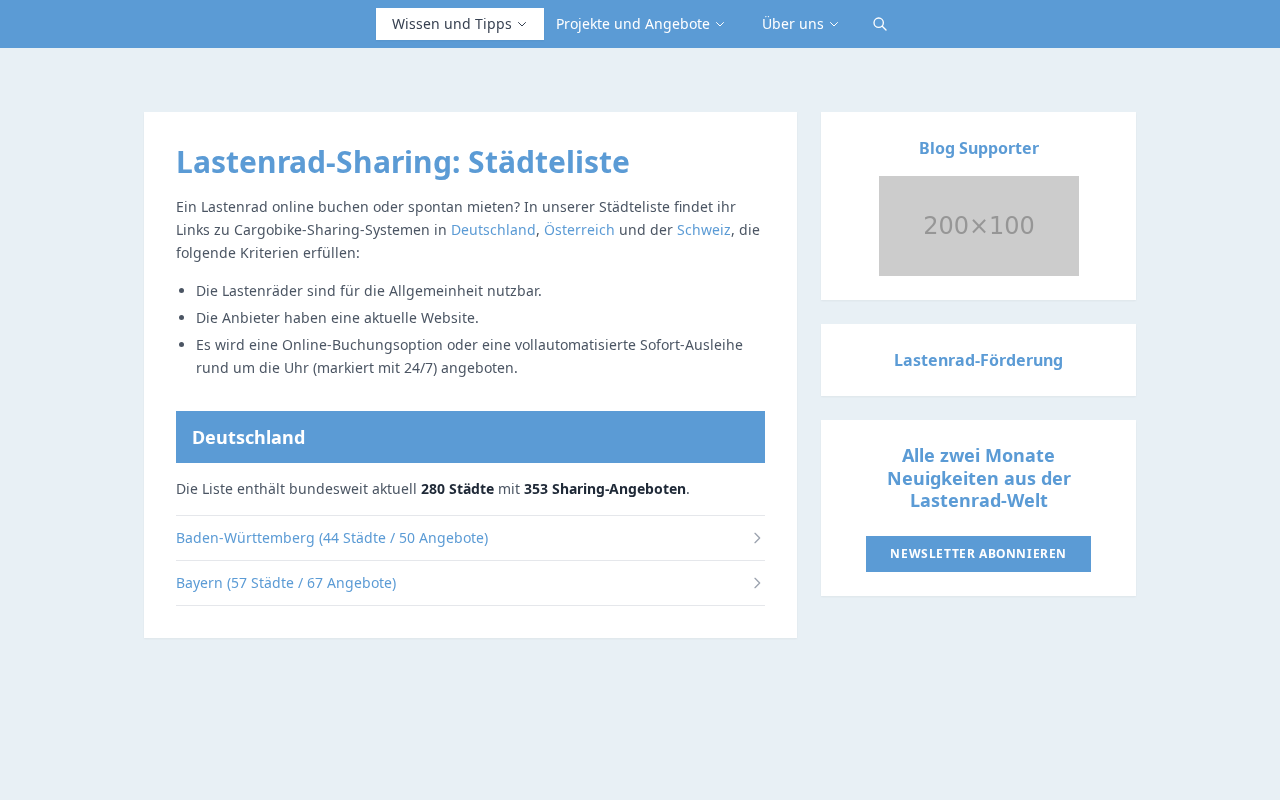 Wissen und Tipps
Projekte und Angebote
Über uns
Lastenrad-Sharing: Städteliste
Ein Lastenrad online buchen oder spontan mieten? In unserer Städteliste findet ihr
Links zu Cargobike-Sharing-Systemen in Deutschland, Österreich und der Schweiz, die
folgende Kriterien erfüllen:
Die Lastenräder sind für die Allgemeinheit nutzbar.
Die Anbieter haben eine aktuelle Website.
Es wird eine Online-Buchungsoption oder eine vollautomatisierte Sofort-Ausleihe
rund um die Uhr (markiert mit 24/7) angeboten.
Deutschland
Die Liste enthält bundesweit aktuell 280 Städte mit 353 Sharing-Angeboten.
Baden-Württemberg (44 Städte / 50 Angebote)
Bayern (57 Städte / 67 Angebote)
Blog Supporter
200×100
Lastenrad-Förderung
Alle zwei Monate
Neuigkeiten aus der
Lastenrad-Welt
NEWSLETTER ABONNIEREN